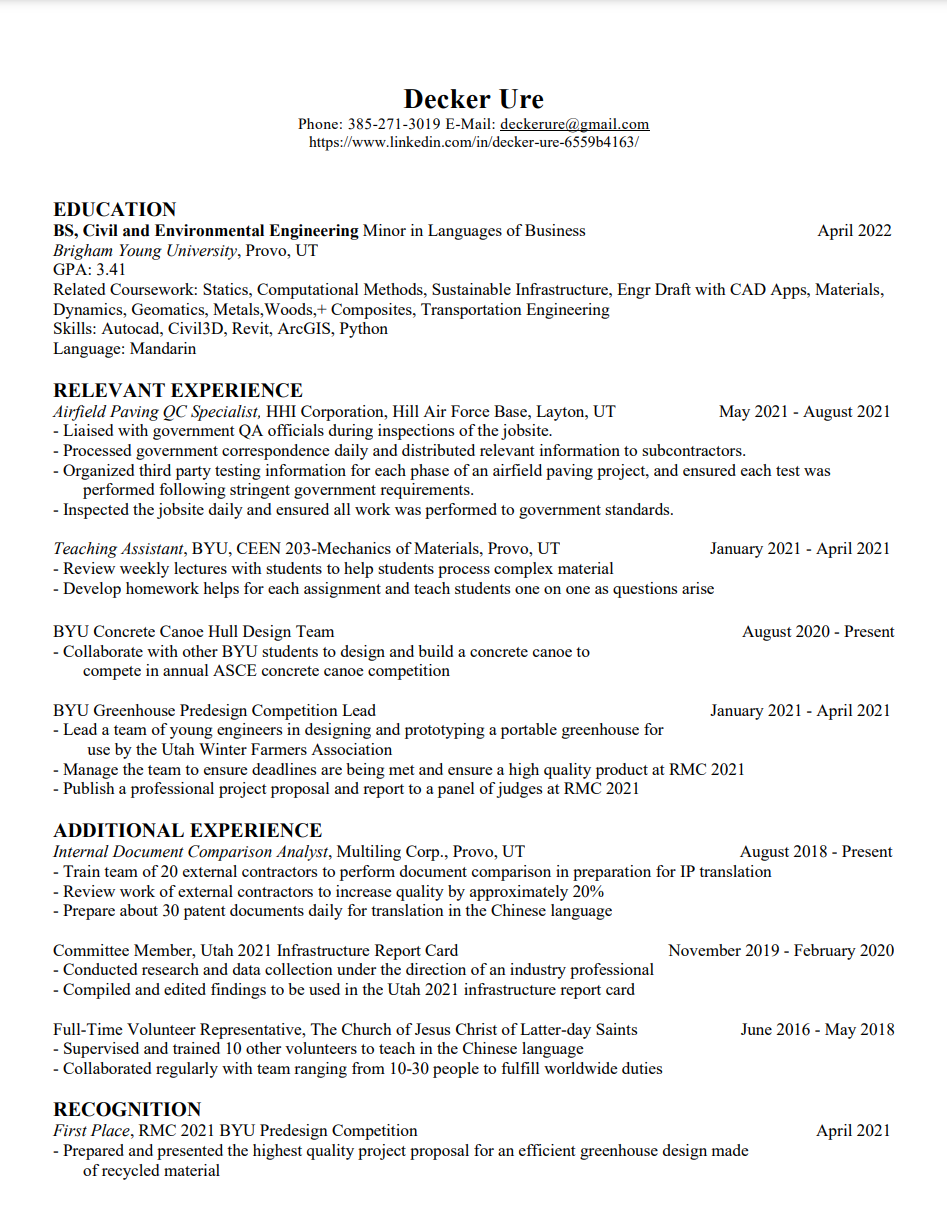 Decker Ure
Phone: 385-271-3019 E-Mail: deckerure@gmail.com
https://www.linkedin.com/in/decker-ure-6559b4163/
EDUCATION
BS, Civil and Environmental Engineering Minor in Languages of Business April 2022
Brigham Young University, Provo, UT
GPA: 3.41
Related Coursework: Statics, Computational Methods, Sustainable Infrastructure, Engr Draft with CAD Apps, Materials,
Dynamics, Geomatics, Metals,Woods,+ Composites, Transportation Engineering
Skills: Autocad, Civil3D, Revit, ArcGIS, Python
Language: Mandarin
RELEVANT EXPERIENCE
Airfield Paving QC Specialist, HHI Corporation, Hill Air Force Base, Layton, UT May 2021 - August 2021
- Liaised with government QA officials during inspections of the jobsite.
- Processed government correspondence daily and distributed relevant information to subcontractors.
- Organized third party testing information for each phase of an airfield paving project, and ensured each test was
performed following stringent government requirements.
- Inspected the jobsite daily and ensured all work was performed to government standards.
Teaching Assistant, BYU, CEEN 203-Mechanics of Materials, Provo, UT January 2021 - April 2021
- Review weekly lectures with students to help students process complex material
- Develop homework helps for each assignment and teach students one on one as questions arise
BYU Concrete Canoe Hull Design Team August 2020 - Present
- Collaborate with other BYU students to design and build a concrete canoe to
compete in annual ASCE concrete canoe competition
BYU Greenhouse Predesign Competition Lead January 2021 - April 2021
- Lead a team of young engineers in designing and prototyping a portable greenhouse for
use by the Utah Winter Farmers Association
- Manage the team to ensure deadlines are being met and ensure a high quality product at RMC 2021
- Publish a professional project proposal and report to a panel of judges at RMC 2021
ADDITIONAL EXPERIENCE
Internal Document Comparison Analyst, Multiling Corp., Provo, UT August 2018 - Present
- Train team of 20 external contractors to perform document comparison in preparation for IP translation
- Review work of external contractors to increase quality by approximately 20%
- Prepare about 30 patent documents daily for translation in the Chinese language
Committee Member, Utah 2021 Infrastructure Report Card November 2019 - February 2020
- Conducted research and data collection under the direction of an industry professional
- Compiled and edited findings to be used in the Utah 2021 infrastructure report card
Full-Time Volunteer Representative, The Church of Jesus Christ of Latter-day Saints June 2016 - May 2018
- Supervised and trained 10 other volunteers to teach in the Chinese language
- Collaborated regularly with team ranging from 10-30 people to fulfill worldwide duties
RECOGNITION
First Place, RMC 2021 BYU Predesign Competition April 2021
- Prepared and presented the highest quality project proposal for an efficient greenhouse design made
of recycled material